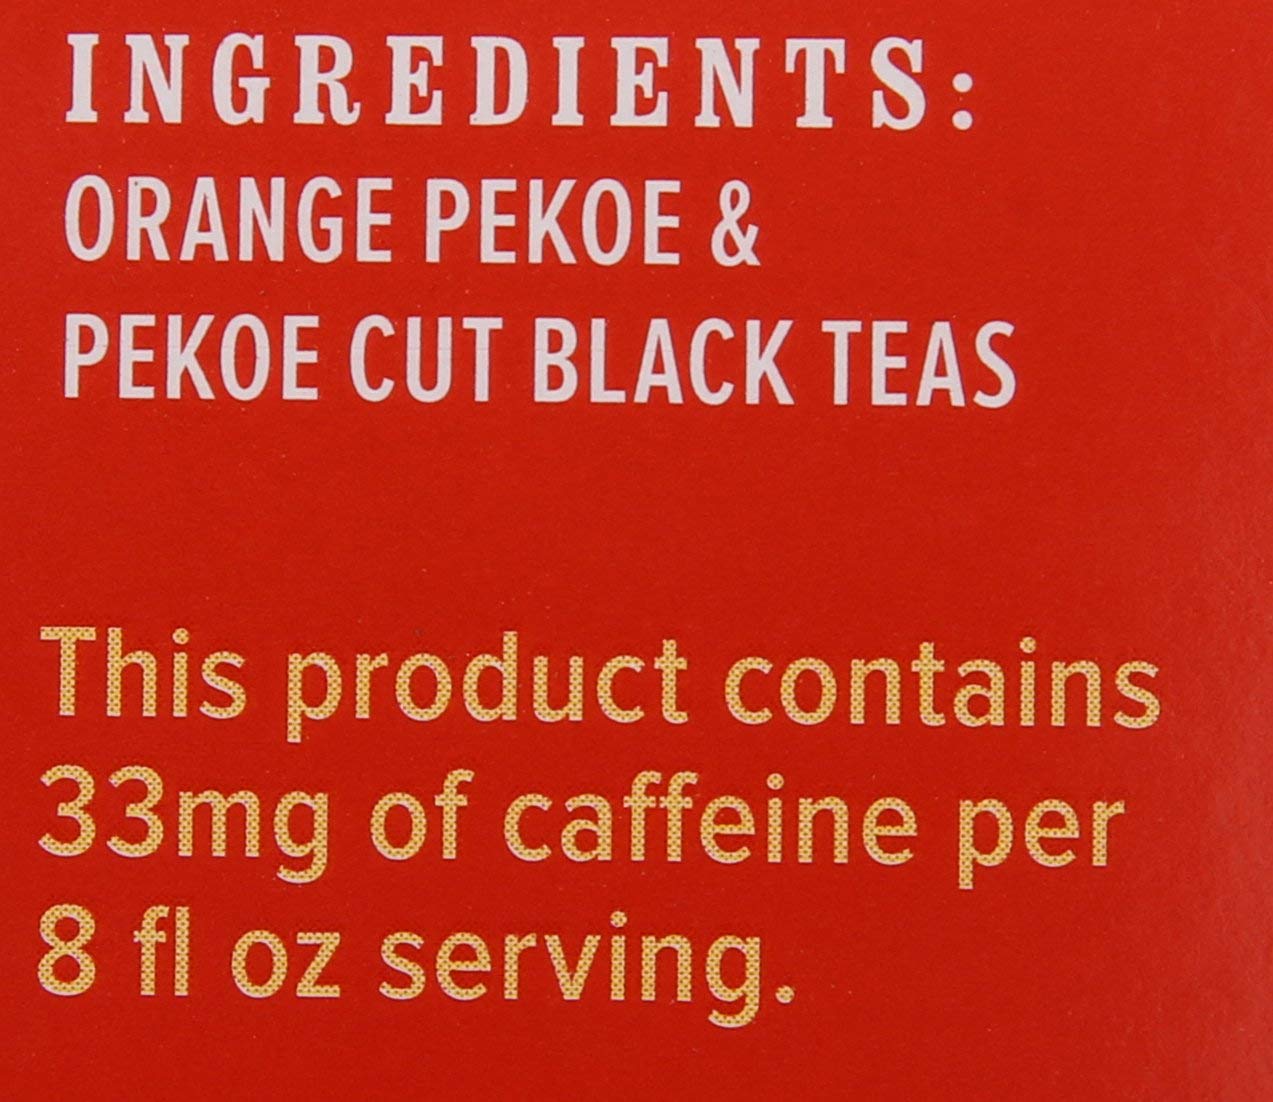 INGREDIENTS:
ORANGE PEKOE &
PEKOE CUT BLACK TEAS
This product contains
33mg of caffeine per
8 fl oz serving.